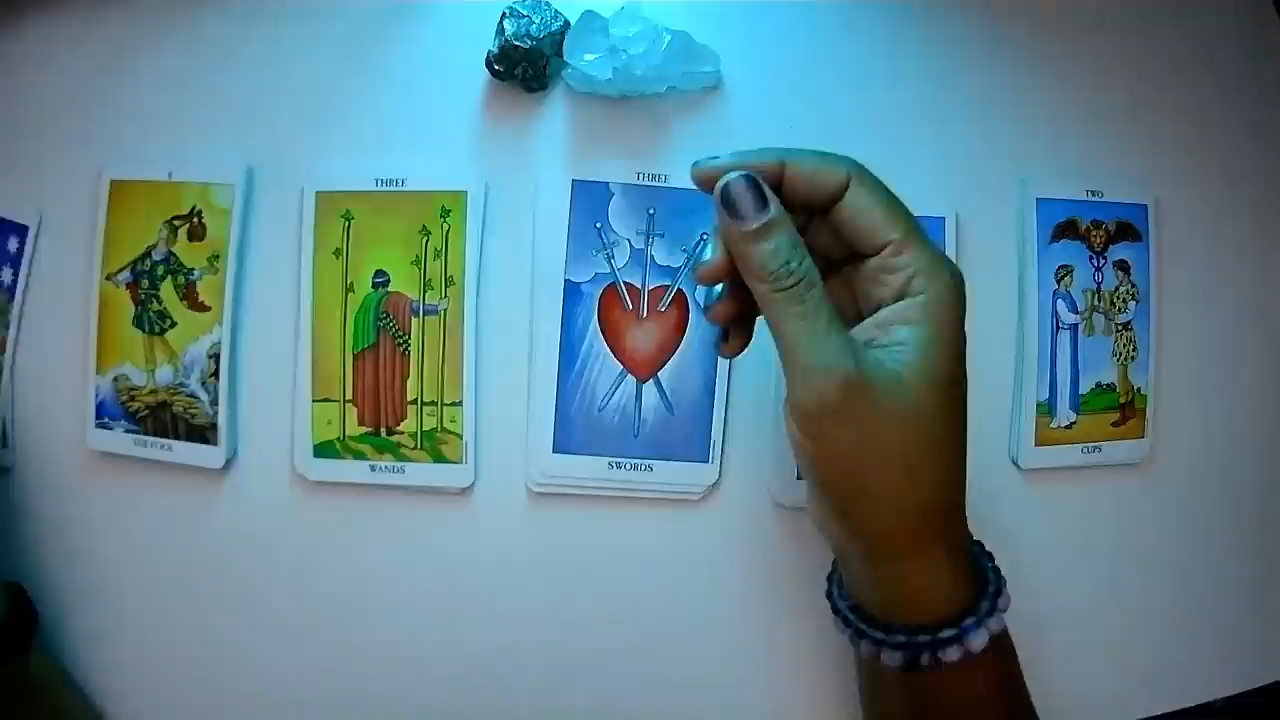 THE FOOL
THREE
WANDS
THREE
SWORDS
TWO
CUPS